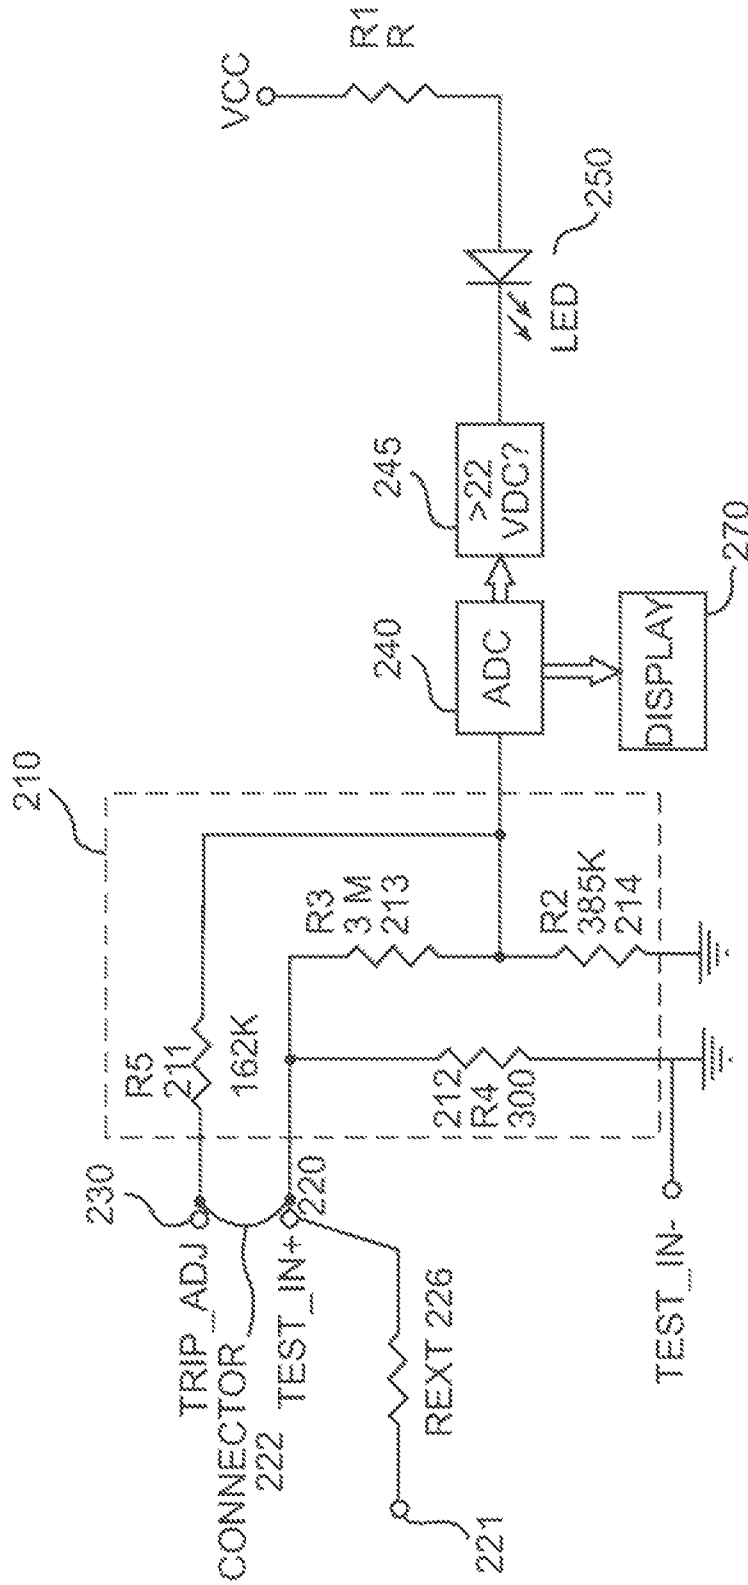 210
230
TRIP_ADJ
CONNECTOR
222
TEST_IN+
220
R5
211
162K
R3
3 M
213
212
R4
300
R2
385K
214
REXT 226
221
TEST_IN-
240
ADC
245
>22
VDC?
DISPLAY
270
LED
250
VCC
R1
R